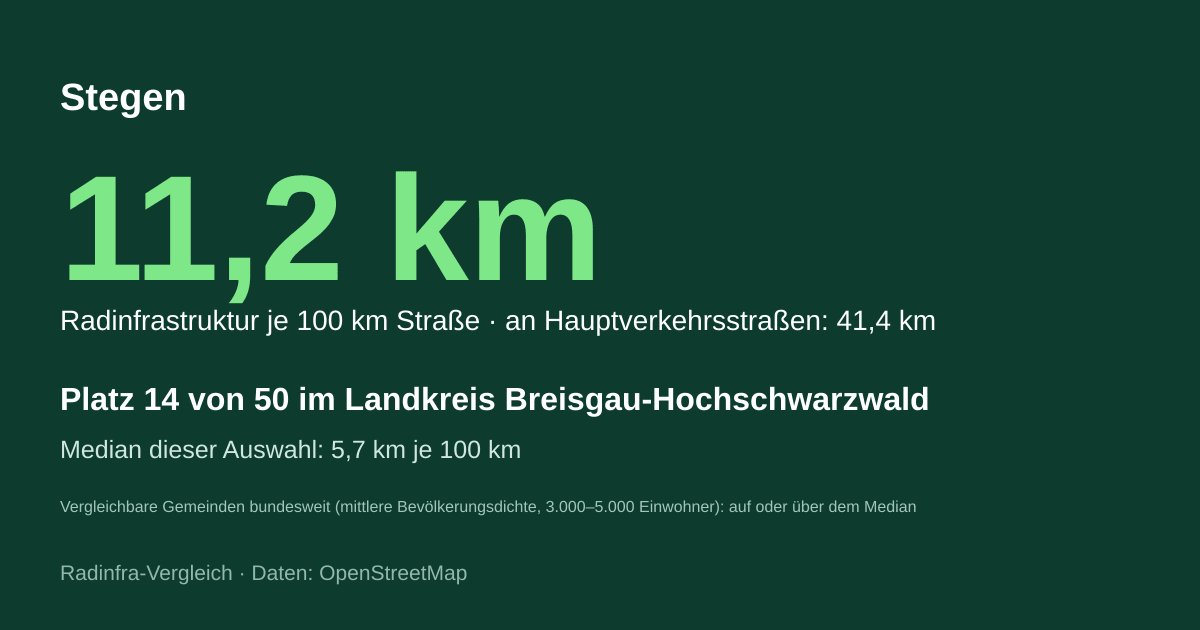 Stegen
11,2 km
Radinfrastruktur je 100 km Straße · an Hauptverkehrsstraßen: 41,4 km
Platz 14 von 50 im Landkreis Breisgau-Hochschwarzwald
Median dieser Auswahl: 5,7 km je 100 km
Vergleichbare Gemeinden bundesweit (mittlere Bevölkerungsdichte, 3.000–5.000 Einwohner): auf oder über dem Median
Radinfra-Vergleich · Daten: OpenStreetMap